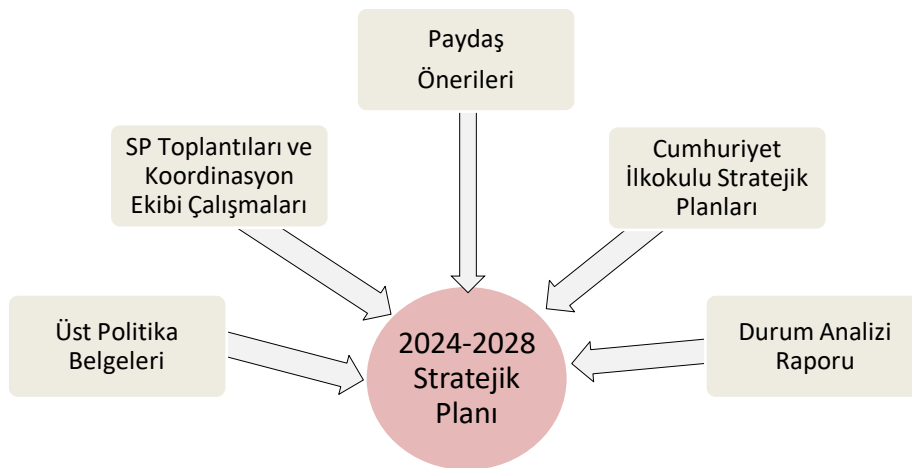 Paydaş
Önerileri
SP Toplantıları ve
Koordinasyon
Ekibi Çalışmaları
Cumhuriyet
İlkokulu Stratejik
Planları
Üst Politika
Belgeleri
2024-2028
Stratejik
Planı
Durum Analizi
Raporu